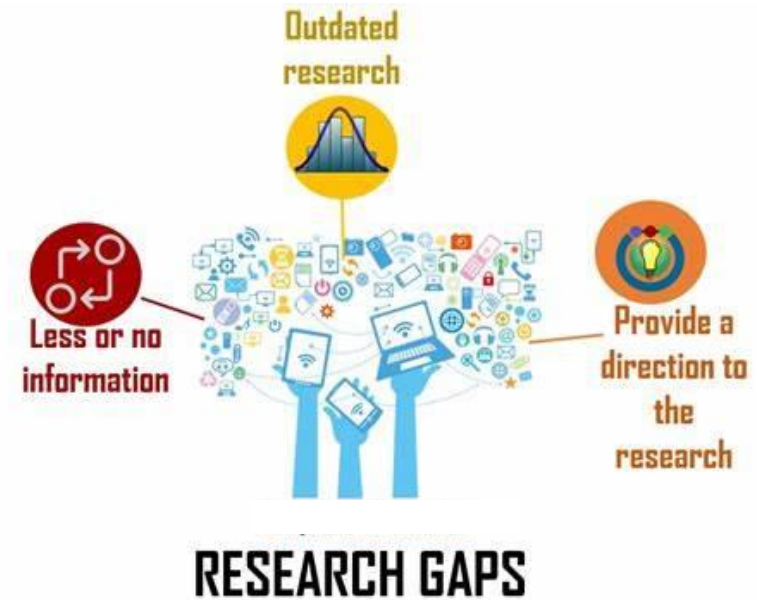 Outdated
research
Less or no
information
Provide a
direction to
the
research
RESEARCH GAPS